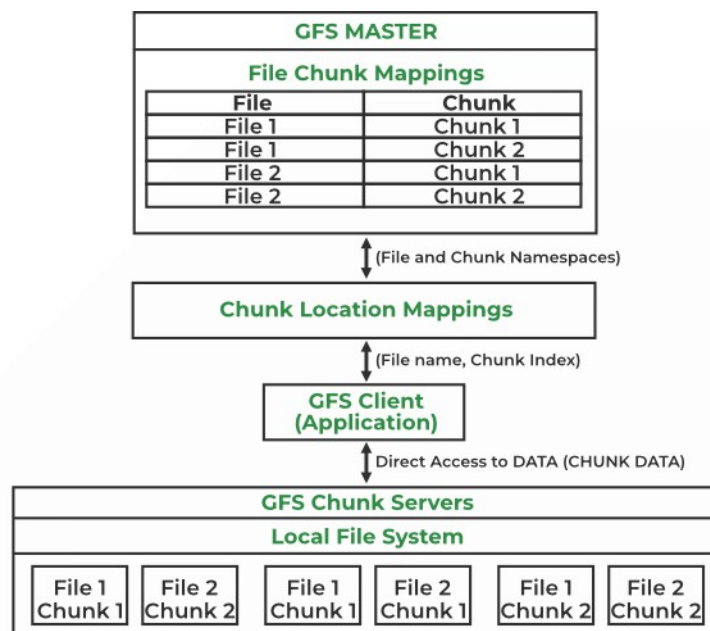 GFS MASTER
File Chunk Mappings
File Chunk
File 1 Chunk 1
File 1 Chunk 2
File 2 Chunk 1
File 2 Chunk 2
(File and Chunk Namespaces)
Chunk Location Mappings
(File name, Chunk Index)
GFS Client
(Application)
Direct Access to DATA (CHUNK DATA)
GFS Chunk Servers
Local File System
File 1
Chunk 1
File 2
Chunk 2
File 1
Chunk 1
File 2
Chunk 1
File 1
Chunk 2
File 2
Chunk 2